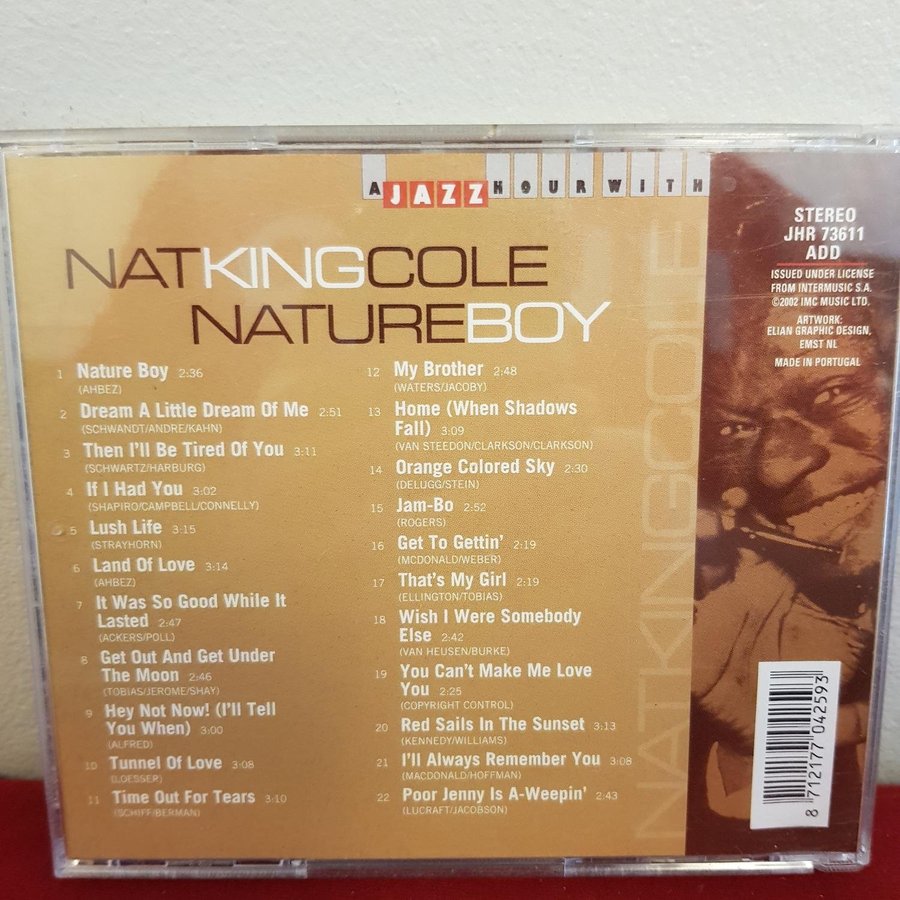 A JAZZ HOUR WITH
NATKINGCOLE
NATUREBOY
1 Nature Boy 2:36
(AHBEZ)
2 Dream A Little Dream Of Me 2:51
(SCHWANDT/ANDRE/KAHN)
3 Then I'll Be Tired Of You 3:11
(SCHWARTZ/HARBURG)
4 If I Had You 3:02
(SHAPIRO/CAMPBELL/CONNELLY)
5 Lush Life 3:15
(STRAYHORN)
6 Land Of Love 3:14
(AHBEZ)
7 It Was So Good While It
Lasted 2:47
(ACKERS/POLL)
8 Get Out And Get Under
The Moon 2:46
(TOBIAS/JEROME/SHAY)
9 Hey Not Now! (I'll Tell
You When) 3:00
(ALFRED)
10 Tunnel Of Love 3:08
(LOESSER)
11 Time Out For Tears 3:10
(SCHIFF/BERMAN)
12 My Brother 2:48
(WATERS/JACOBY)
13 Home (When Shadows
Fall) 3:09
(VAN STEEDON/CLARKSON/CLARKSON)
14 Orange Colored Sky 2:30
(DELUGG/STEIN)
15 Jam-Bo 2:52
(ROGERS)
16 Get To Gettin' 2:19
(MCDONALD/WEBER)
17 That's My Girl 2:19
(ELLINGTON/TOBIAS)
18 Wish I Were Somebody
Else 2:42
(VAN HEUSEN/BURKE)
19 You Can't Make Me Love
You 2:25
(COPYRIGHT CONTROL)
20 Red Sails In The Sunset 3:13
(KENNEDY/WILLIAMS)
21 I'll Always Remember You 3:08
(MACDONALD/HOFFMAN)
22 Poor Jenny Is A-Weepin' 2:43
(LUCRAFT/JACOBSON)
NATKINGCOLE
STEREO
JHR 73611
ADD
ISSUED UNDER LICENSE
FROM INTERMUSIC S.A.
©2002 IMC MUSIC LTD.
ARTWORK:
ELIAN GRAPHIC DESIGN,
EMST NL
MADE IN PORTUGAL
8 712177 042593